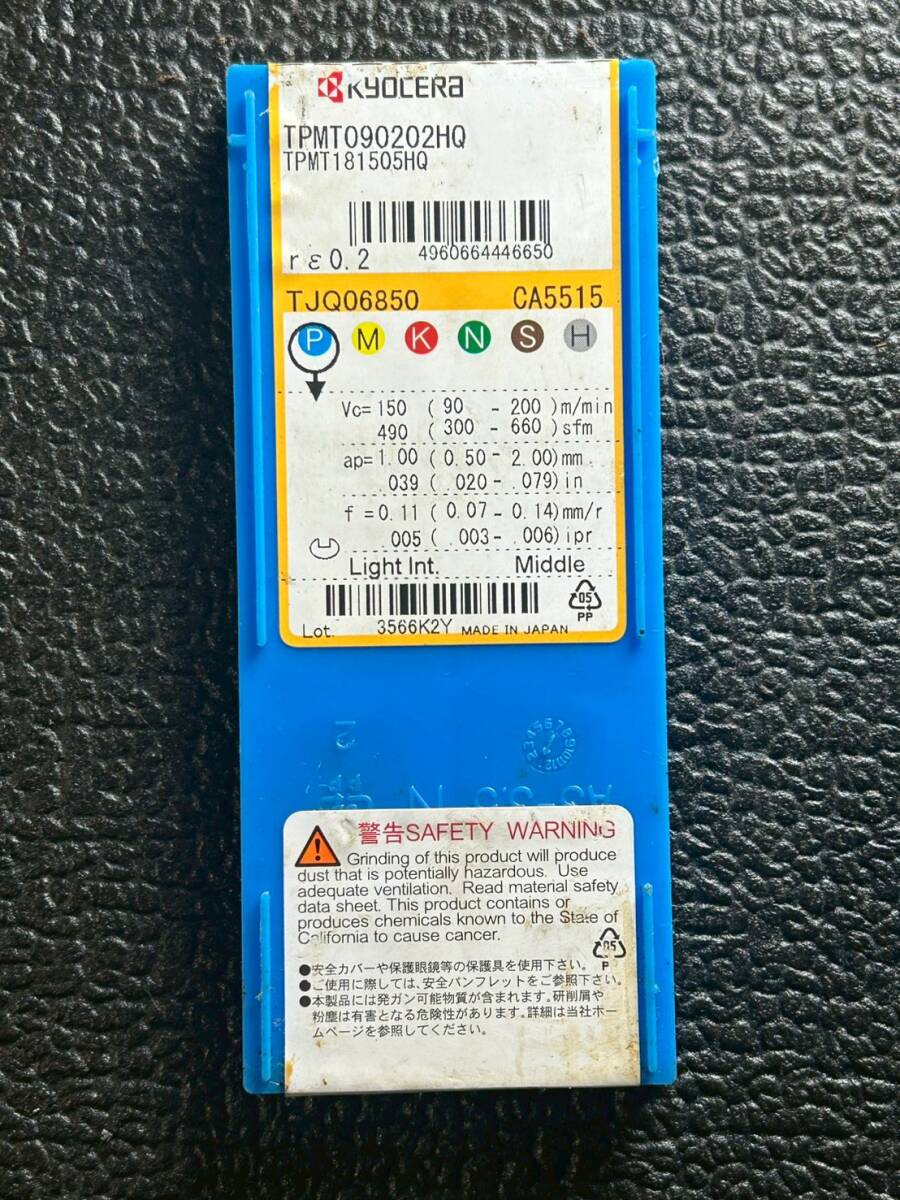 KYOCERA
TPMT090202HQ
TPMT181505HQ
rε0.2
4960664446650
TJQ06850 CA5515
P M K N S H
Vc= 150 ( 90 - 200 )m/min
490 ( 300 - 660 )sfm
ap= 1.00 ( 0.50 - 2.00)mm
.039 ( .020 - .079)in
f =0.11 ( 0.07 - 0.14)mm/r
.005 ( .003 - .006)ipr
Light Int. Middle
05
PP
Lot. 3566K2Y MADE IN JAPAN
警告SAFETY WARNING
Grinding of this product will produce
dust that is potentially hazardous. Use
adequate ventilation. Read material safety
data sheet. This product contains or
produces chemicals known to the State of
California to cause cancer.
05
P
●安全カバーや保護眼鏡等の保護具を使用下さい。
●ご使用に際しては、安全パンフレットをご参照下さい。
●本製品には発ガン可能物質が含まれます。研削屑や
粉塵は有害となる危険性があります。詳細は当社ホー
ムページを参照してください。